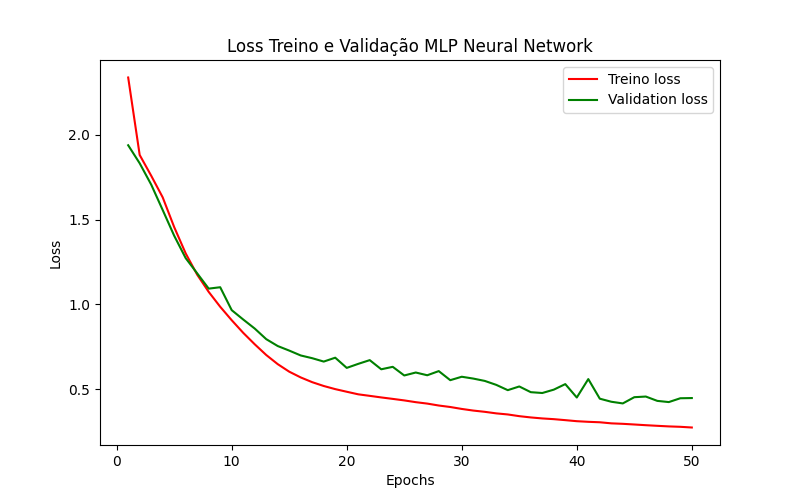 Loss Treino e Validação MLP Neural Network
Treino loss
Validation loss
Loss
2.0
1.5
1.0
0.5
0 10 20 30 40 50
Epochs